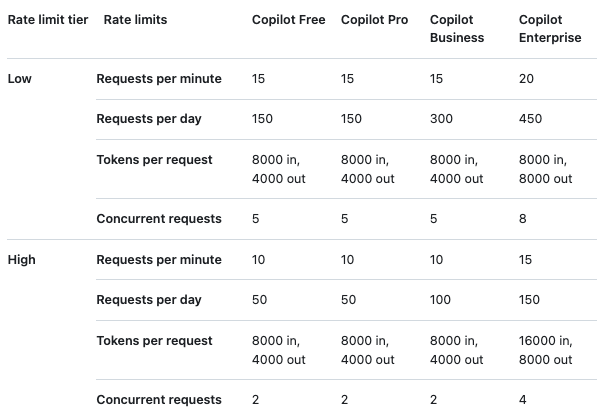 Rate limit tier Rate limits Copilot Free Copilot Pro Copilot Business Copilot Enterprise
Low Requests per minute 15 15 15 20
Requests per day 150 150 300 450
Tokens per request 8000 in, 4000 out 8000 in, 4000 out 8000 in, 4000 out 8000 in, 8000 out
Concurrent requests 5 5 5 8
High Requests per minute 10 10 10 15
Requests per day 50 50 100 150
Tokens per request 8000 in, 4000 out 8000 in, 4000 out 8000 in, 4000 out 16000 in, 8000 out
Concurrent requests 2 2 2 4